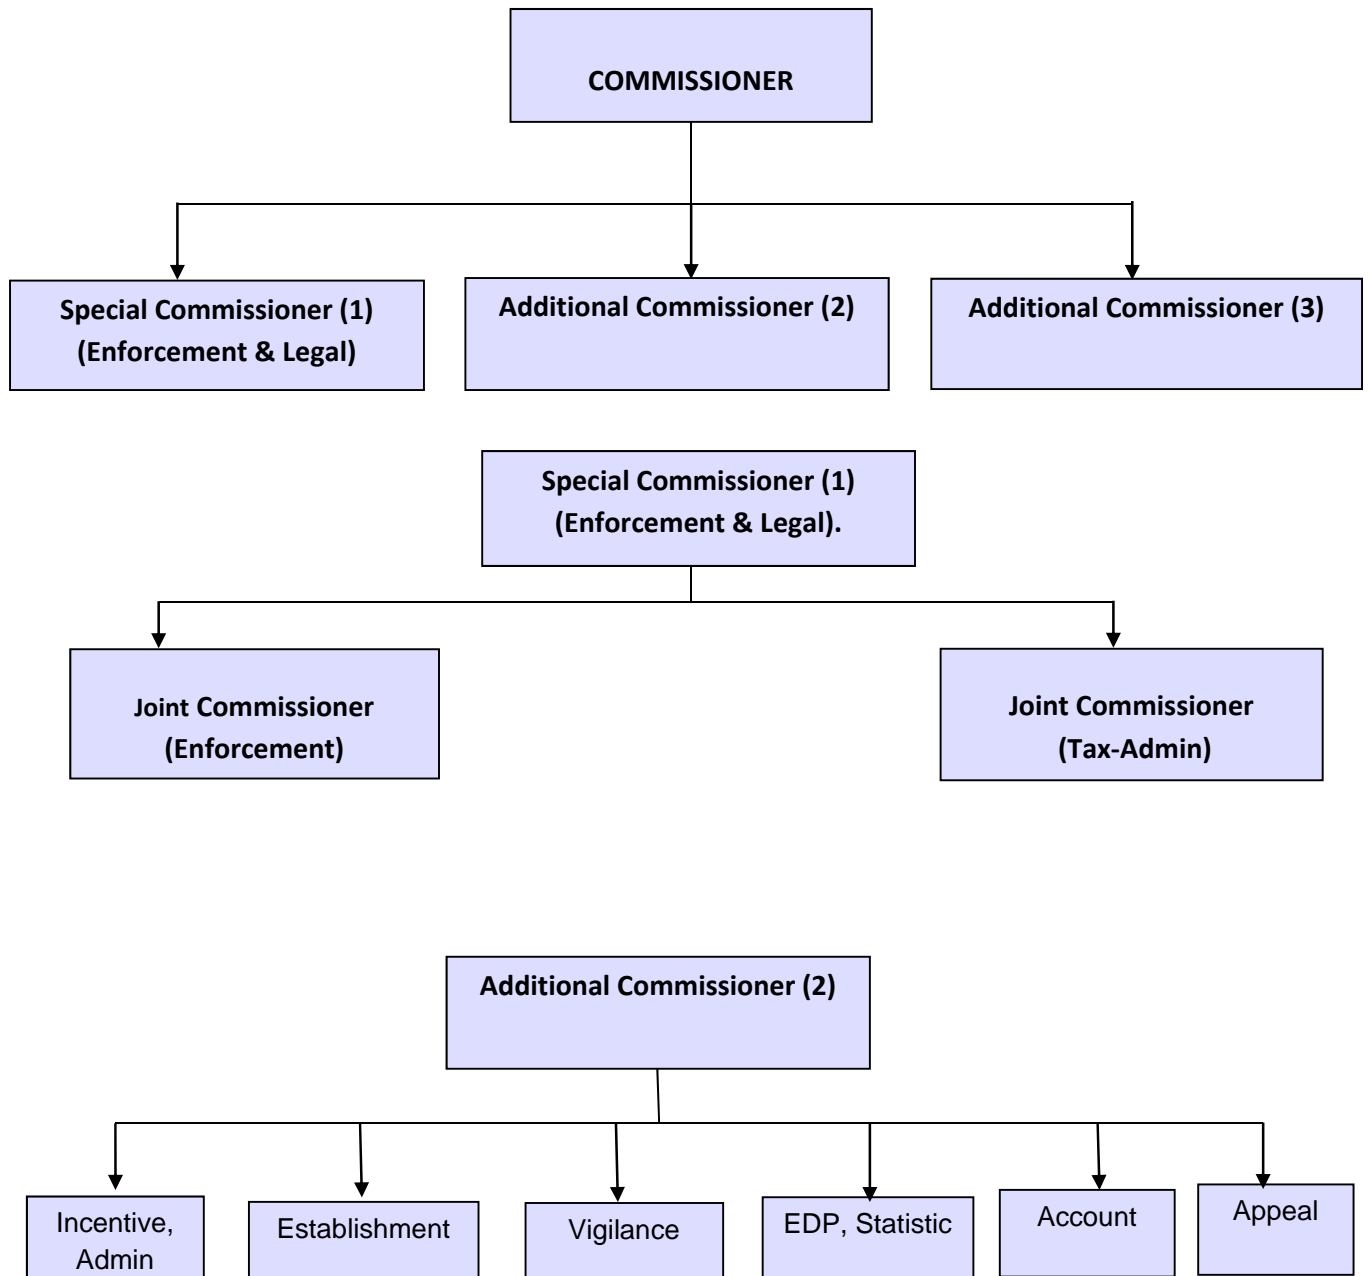 COMMISSIONER
Special Commissioner (1)
(Enforcement & Legal)
Additional Commissioner (2)
Additional Commissioner (3)
Special Commissioner (1)
(Enforcement & Legal).
Joint Commissioner
(Enforcement)
Joint Commissioner
(Tax-Admin)
Additional Commissioner (2)
Incentive,
Admin
Establishment
Vigilance
EDP, Statistic
Account
Appeal